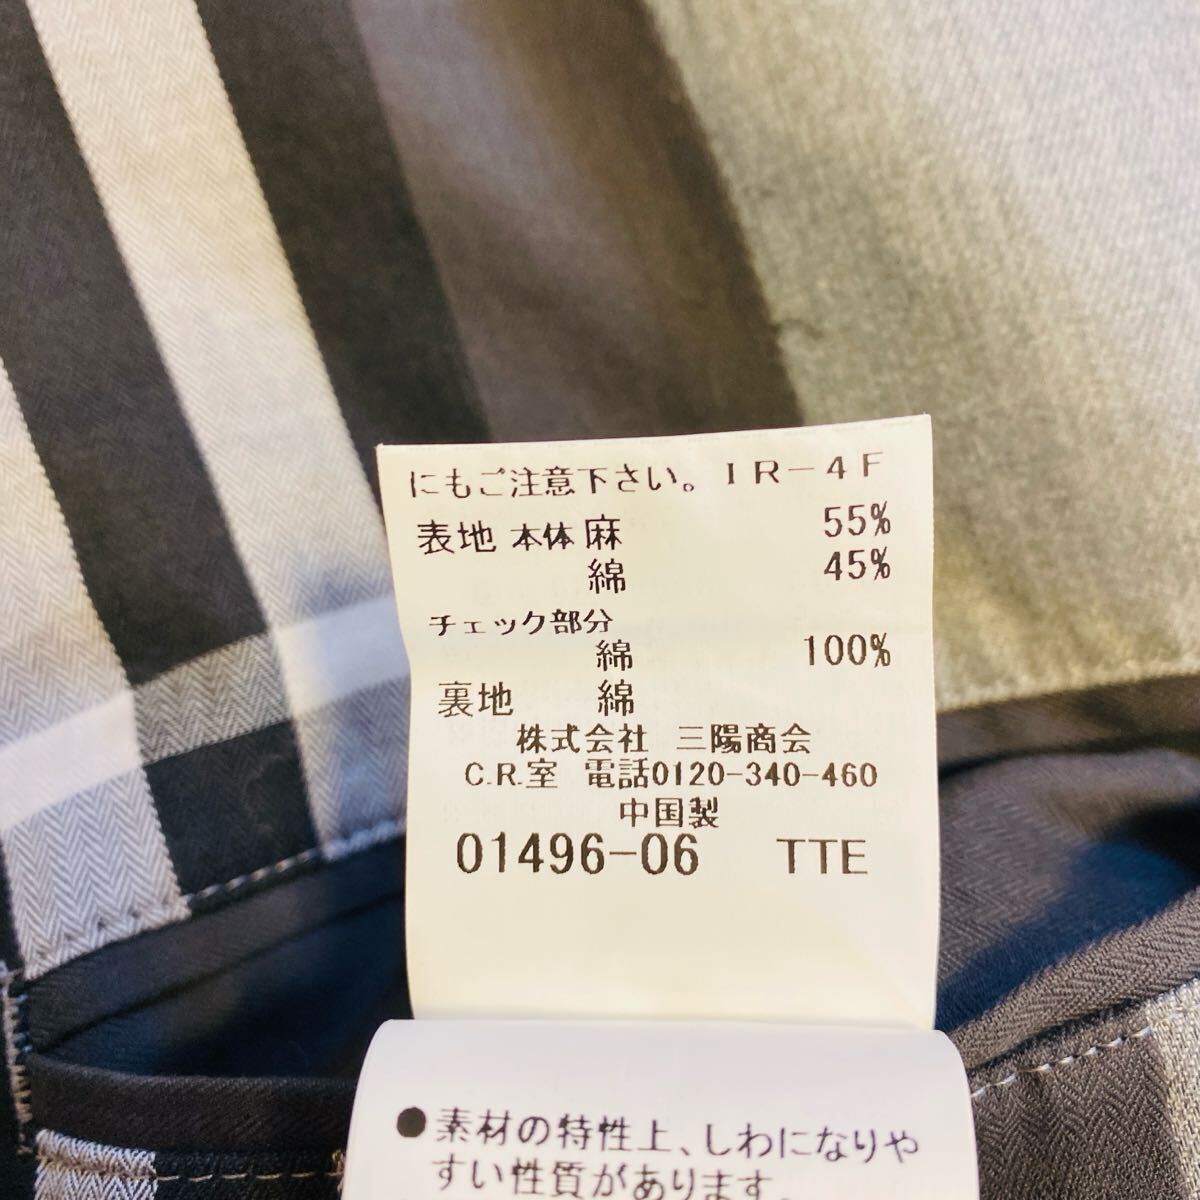 にもご注意下さい。IR-4F
表地 本体 麻 55%
綿 45%
チェック部分
綿 100%
裏地 綿
株式会社 三陽商会
C.R.室 電話0120-340-460
中国製
01496-06 TTE
●素材の特性上、しわになりや
すい性質があります。